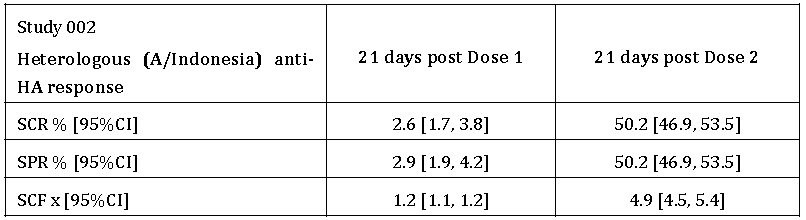 Study 002
Heterologous (A/Indonesia) anti-
HA response
21 days post Dose 1
21 days post Dose 2
SCR % [95%CI]
2.6 [1.7, 3.8]
50.2 [46.9, 53.5]
SPR % [95%CI]
2.9 [1.9, 4.2]
50.2 [46.9, 53.5]
SCF x [95%CI]
1.2 [1.1, 1.2]
4.9 [4.5, 5.4]